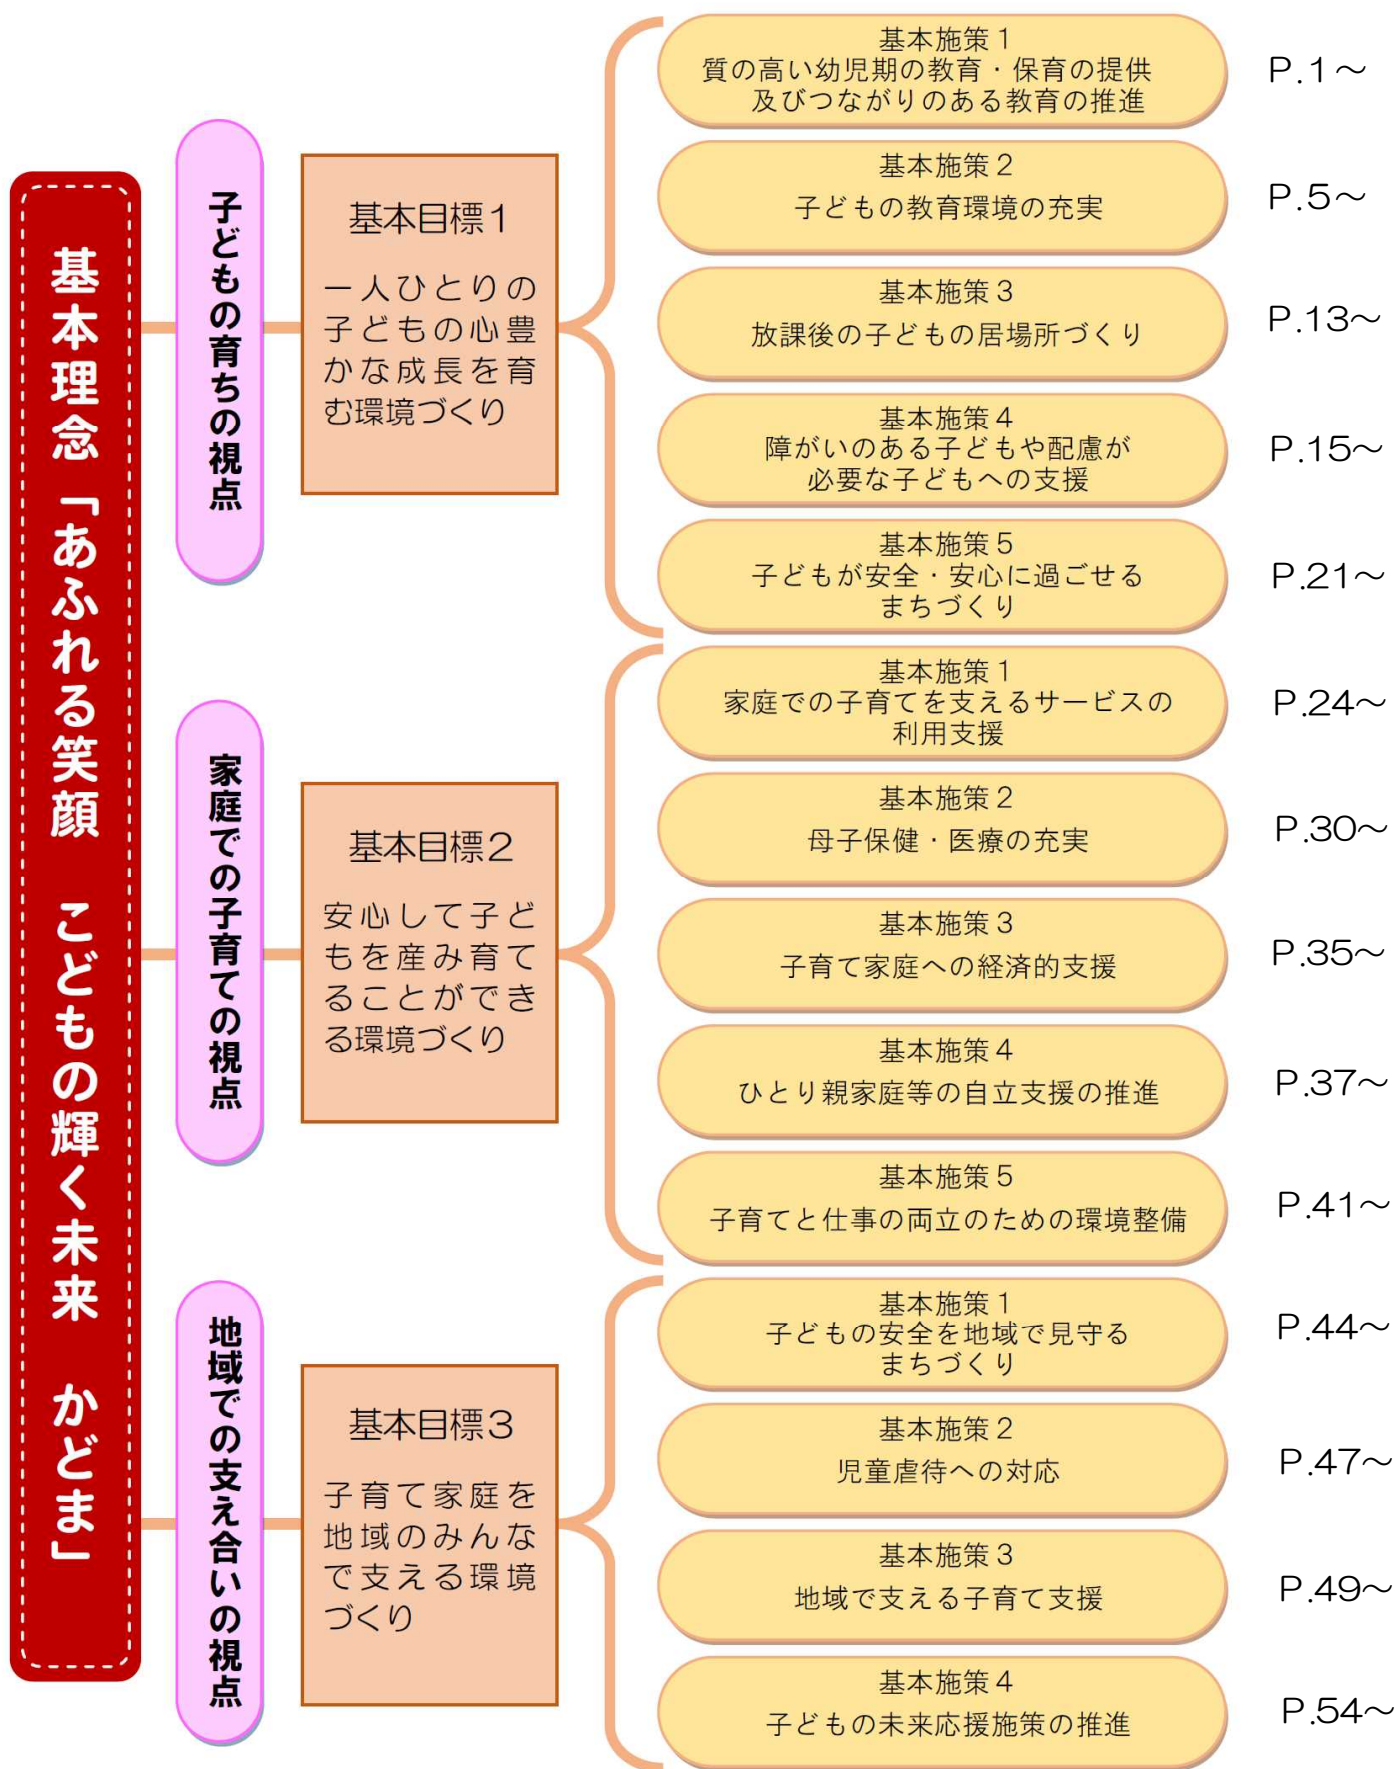 基本理念「あふれる笑顔　こどもの輝く未来　かどま」
子どもの育ちの視点
基本目標１
一人ひとりの
子どもの心豊
かな成長を育
む環境づくり
基本施策１
質の高い幼児期の教育・保育の提供
及びつながりのある教育の推進
P.1～
基本施策２
子どもの教育環境の充実
P.5～
基本施策３
放課後の子どもの居場所づくり
P.13～
基本施策４
障がいのある子どもや配慮が
必要な子どもへの支援
P.15～
基本施策５
子どもが安全・安心に過ごせる
まちづくり
P.21～
家庭での子育ての視点
基本目標２
安心して子ど
もを産み育て
ることができ
る環境づくり
基本施策１
家庭での子育てを支えるサービスの
利用支援
P.24～
基本施策２
母子保健・医療の充実
P.30～
基本施策３
子育て家庭への経済的支援
P.35～
基本施策４
ひとり親家庭等の自立支援の推進
P.37～
基本施策５
子育てと仕事の両立のための環境整備
P.41～
地域での支え合いの視点
基本目標３
子育て家庭を
地域のみんな
で支える環境
づくり
基本施策１
子どもの安全を地域で見守る
まちづくり
P.44～
基本施策２
児童虐待への対応
P.47～
基本施策３
地域で支える子育て支援
P.49～
基本施策４
子どもの未来応援施策の推進
P.54～